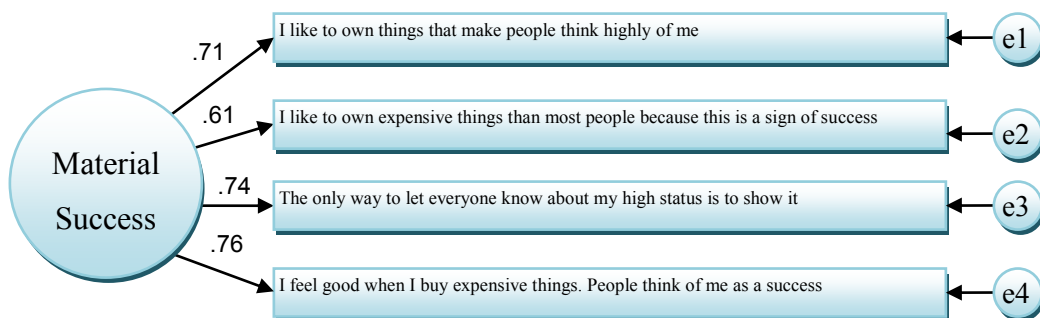 I like to own things that make people think highly of me
e1
.71
I like to own expensive things than most people because this is a sign of success
e2
.61
Material
Success
The only way to let everyone know about my high status is to show it
e3
.74
I feel good when I buy expensive things. People think of me as a success
e4
.76